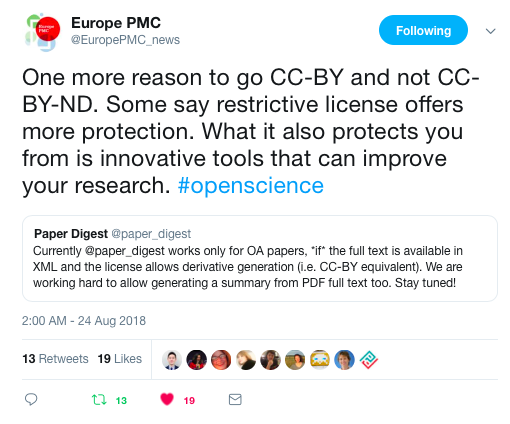 Europe PMC
Europe PMC
@EuropePMC_news
Following
One more reason to go CC-BY and not CC-
BY-ND. Some say restrictive license offers
more protection. What it also protects you
from is innovative tools that can improve
your research. #openscience
Paper Digest @paper_digest
Currently @paper_digest works only for OA papers, *if* the full text is available in
XML and the license allows derivative generation (i.e. CC-BY equivalent). We are
working hard to allow generating a summary from PDF full text too. Stay tuned!
2:00 AM - 24 Aug 2018
13 Retweets 19 Likes
13 19